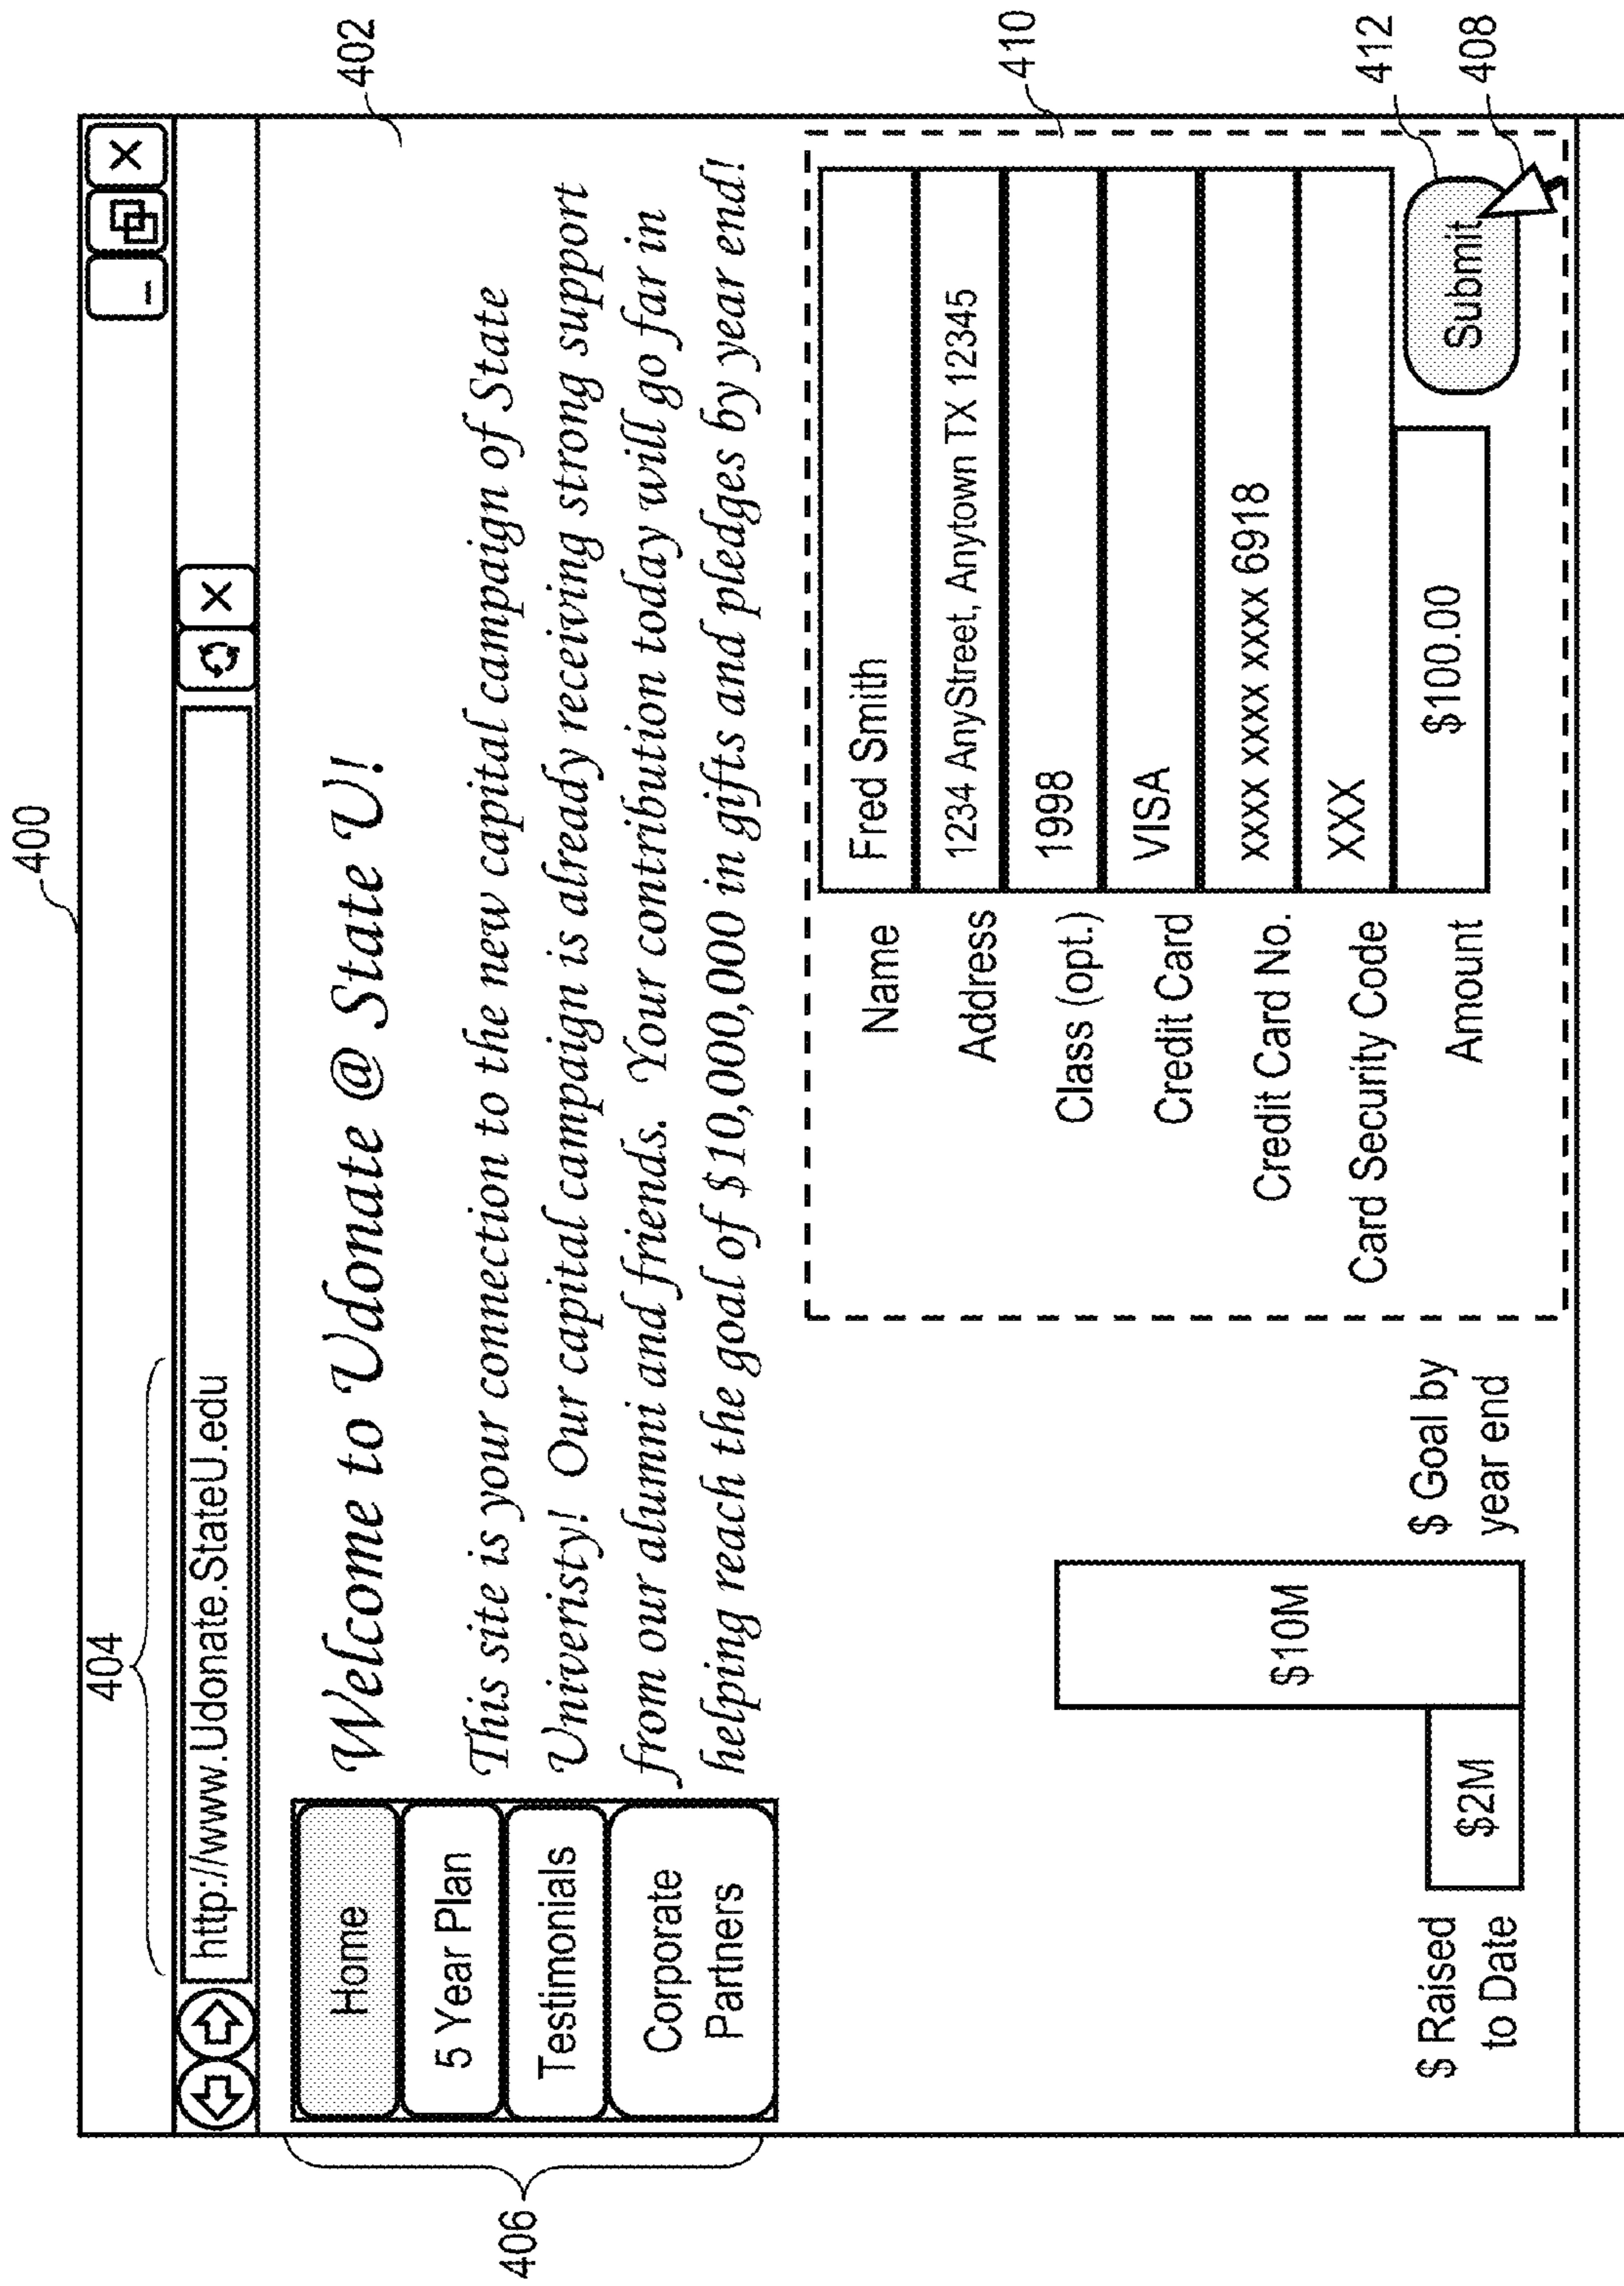 400
404
http://www.Udonate.StateU.edu
X
_
X
402
406
Home
5 Year Plan
Testimonials
Corporate
Partners
Welcome to Udonate @ State U!
This site is your connection to the new capital campaign of State
Univeristy! Our capital campaign is already receiving strong support
from our alumni and friends. Your contribution today will go far in
helping reach the goal of $10,000,000 in gifts and pledges by year end!
410
Name Fred Smith
Address 1234 AnyStreet, Anytown TX 12345
Class (opt.) 1998
Credit Card VISA
Credit Card No. XXXX XXXX XXXX 6918
Card Security Code XXX
Amount $100.00
Submit
412
408
$ Raised
to Date
$2M
$10M
$ Goal by
year end